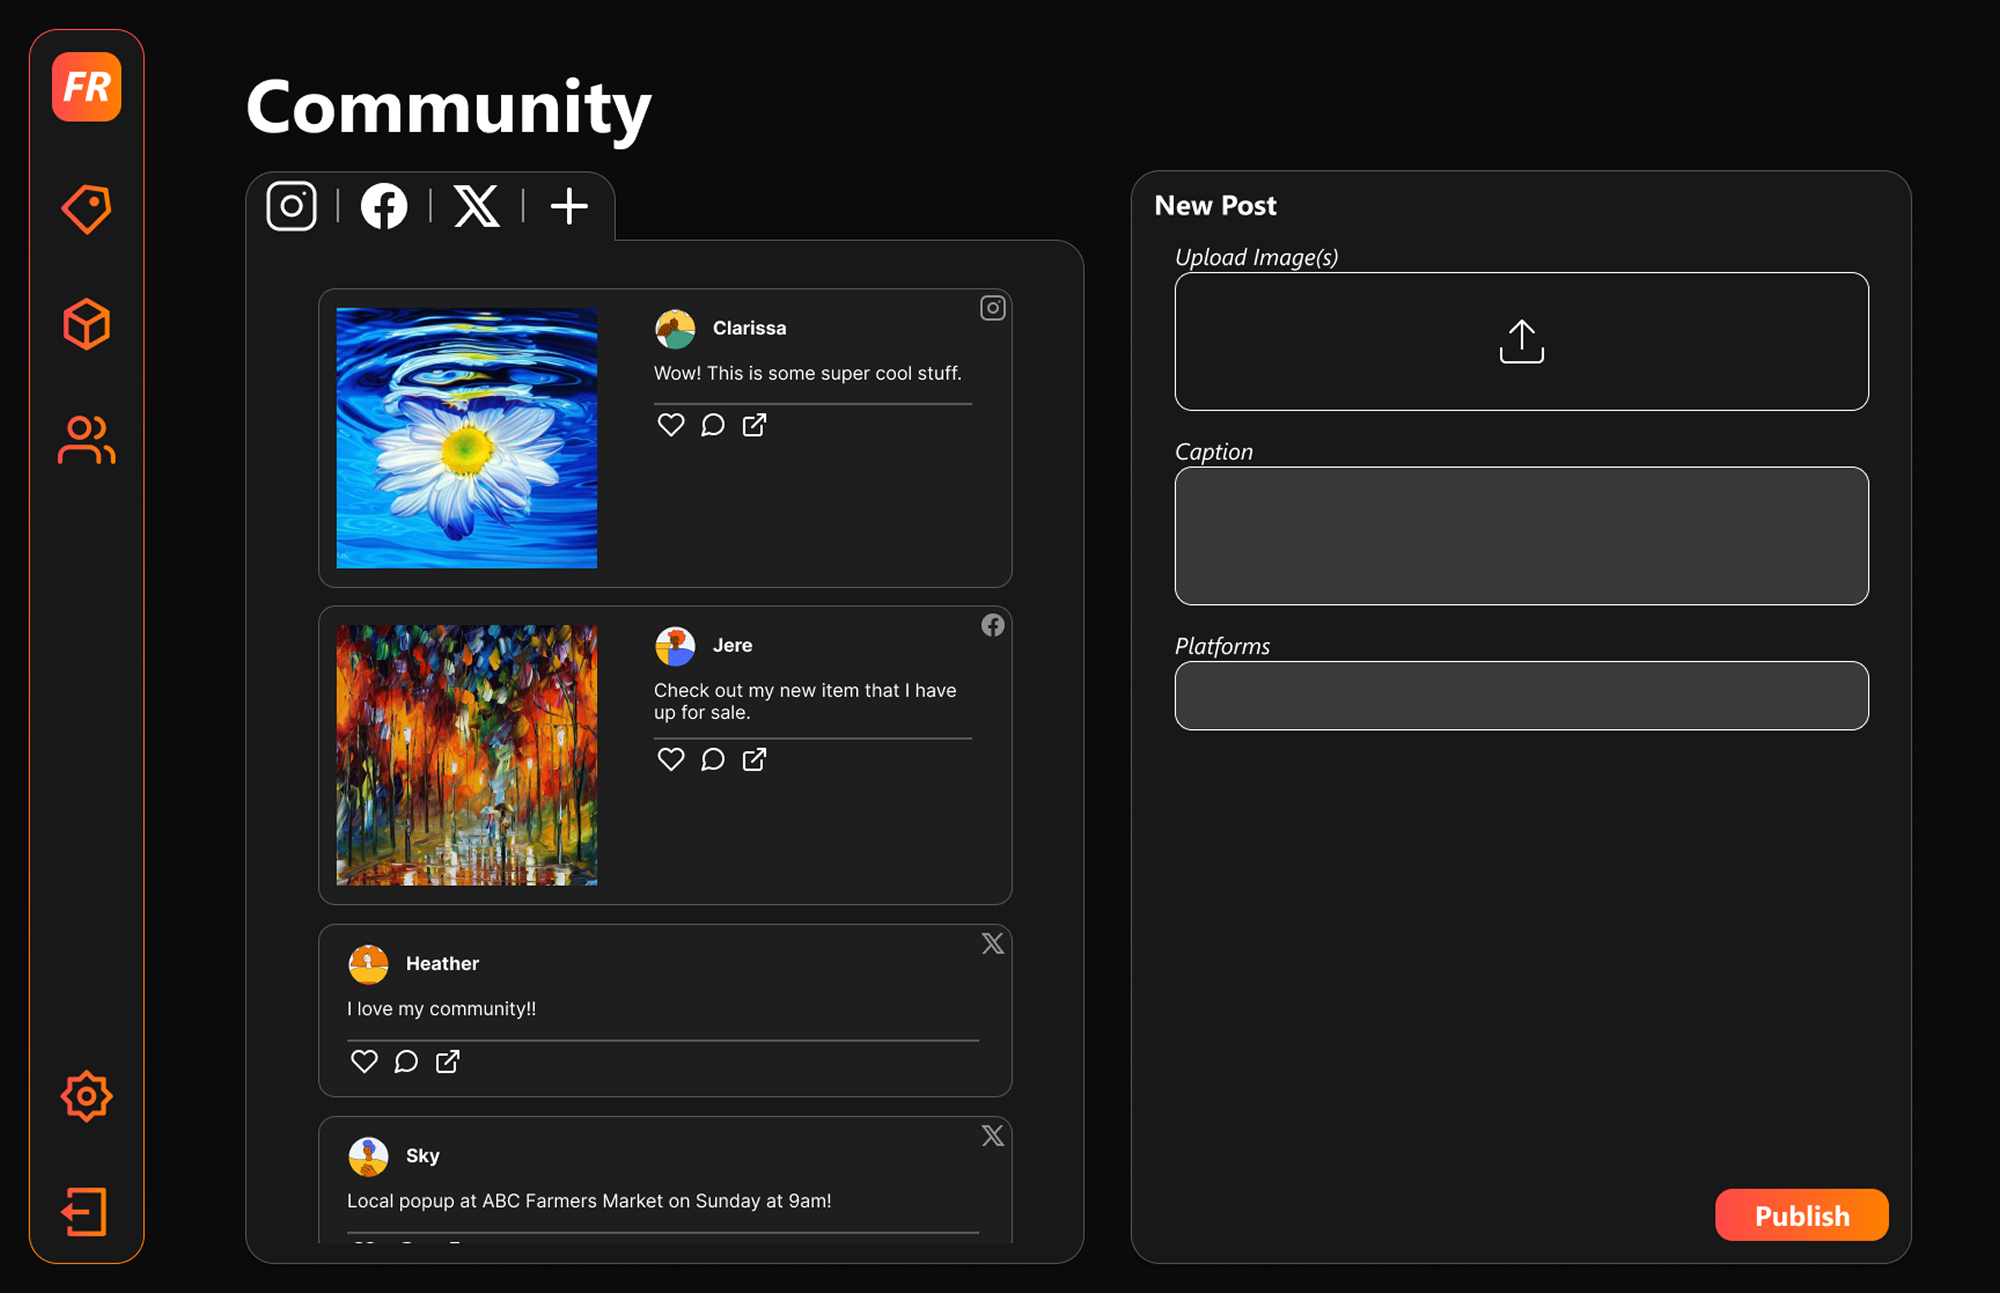 FR
Community
Clarissa
Wow! This is some super cool stuff.
Jere
Check out my new item that I have
up for sale.
Heather
I love my community!!
Sky
Local popup at ABC Farmers Market on Sunday at 9am!
New Post
Upload Image(s)
Caption
Platforms
Publish